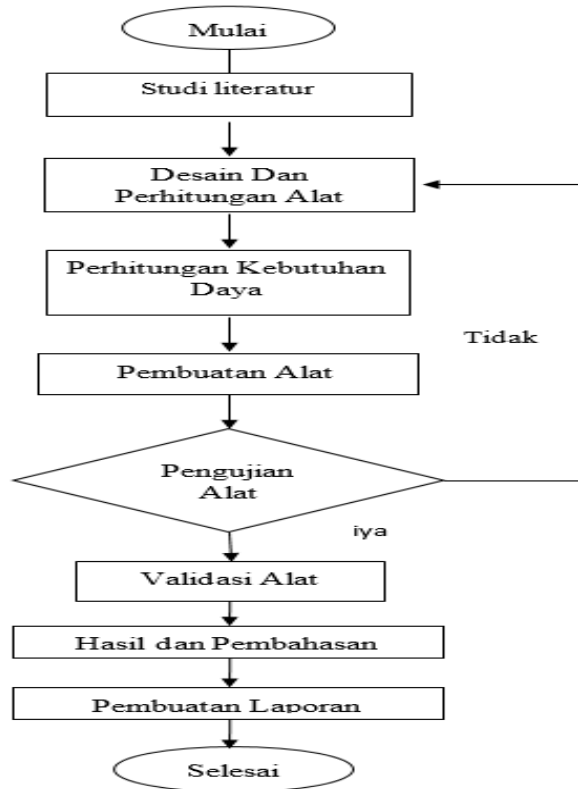 Mulai
Studi literatur
Desain Dan
Perhitungan Alat
Perhitungan Kebutuhan
Daya
Tidak
Pembuatan Alat
Pengujian
Alat
iya
Validasi Alat
Hasil dan Pembahasan
Pembuatan Laporan
Selesai